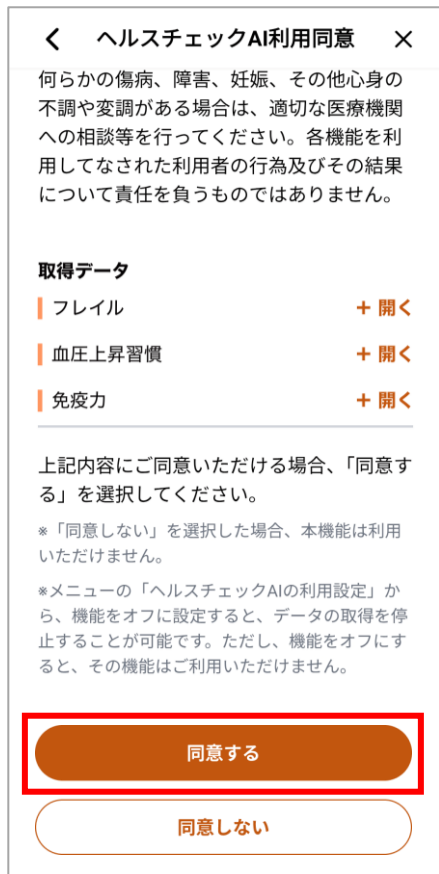 ヘルスチェックAI利用同意
何らかの傷病、障害、妊娠、その他心身の
不調や変調がある場合は、適切な医療機関
への相談等を行ってください。各機能を利
用してなされた利用者の行為及びその結果
について責任を負うものではありません。
取得データ
フレイル + 開く
血圧上昇習慣 + 開く
免疫力 + 開く
上記内容にご同意いただける場合、「同意す
る」を選択してください。
※「同意しない」を選択した場合、本機能は利用
いただけません。
※メニューの「ヘルスチェックAIの利用設定」か
ら、機能をオフに設定すると、データの取得を停
止することが可能です。ただし、機能をオフにす
ると、その機能はご利用いただけません。
同意する
同意しない